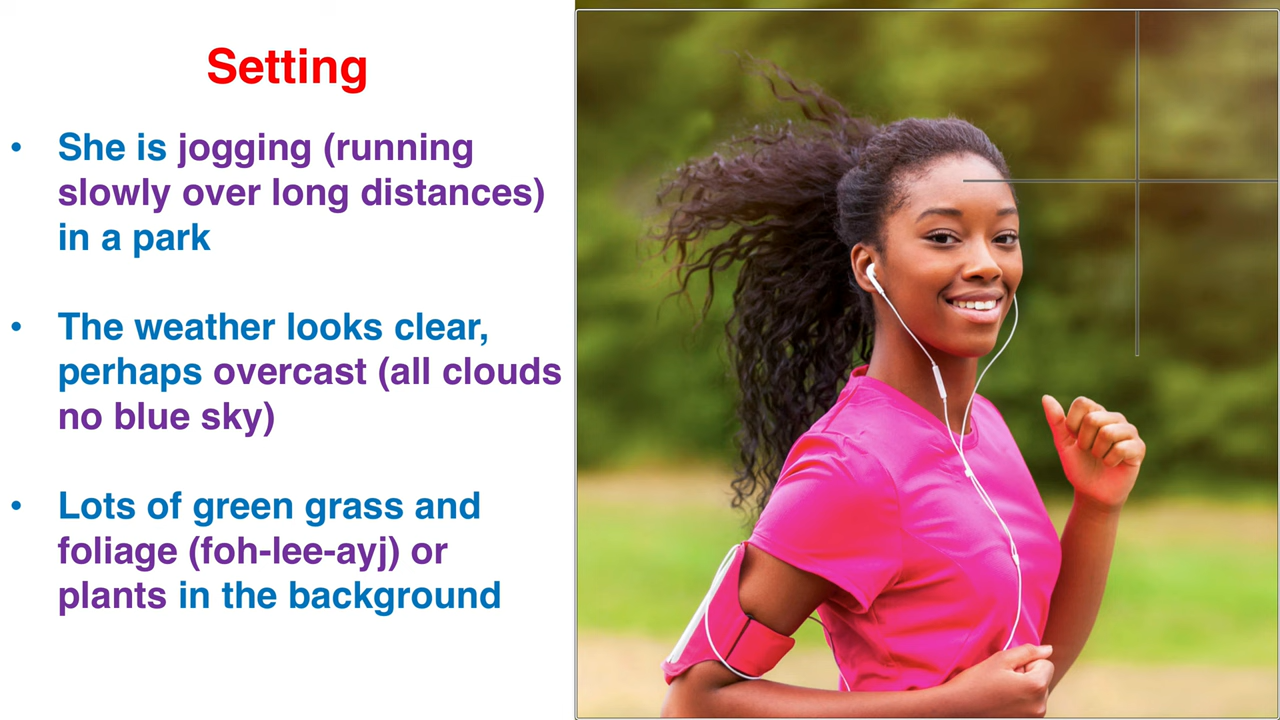 Setting
• She is jogging (running
slowly over long distances)
in a park
• The weather looks clear,
perhaps overcast (all clouds
no blue sky)
• Lots of green grass and
foliage (foh-lee-ayj) or
plants in the background